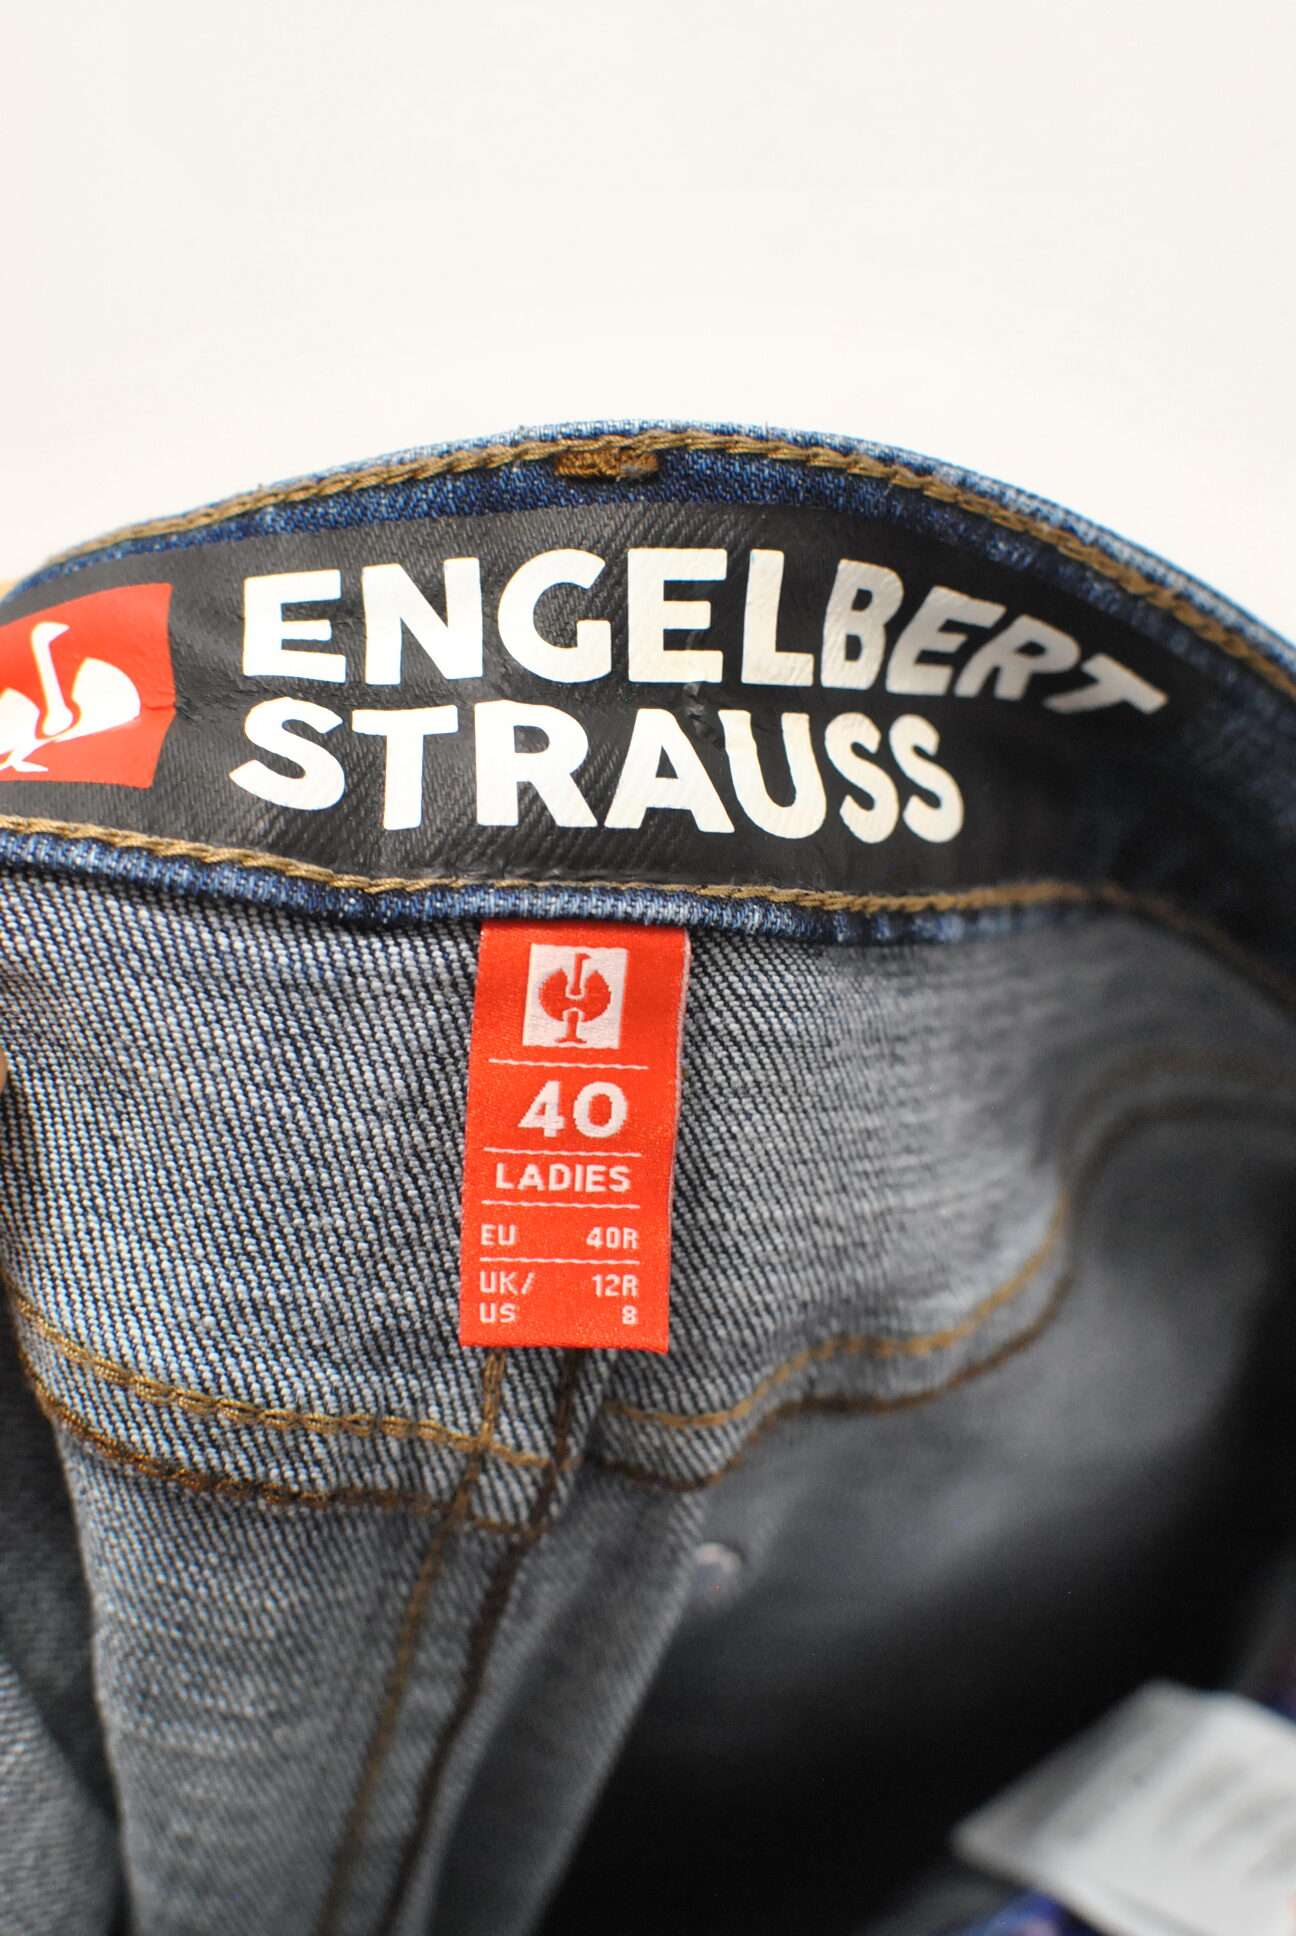 ENGELBERT
STRAUSS
40
LADIES
EU 40R
UK/ 12R
US 8